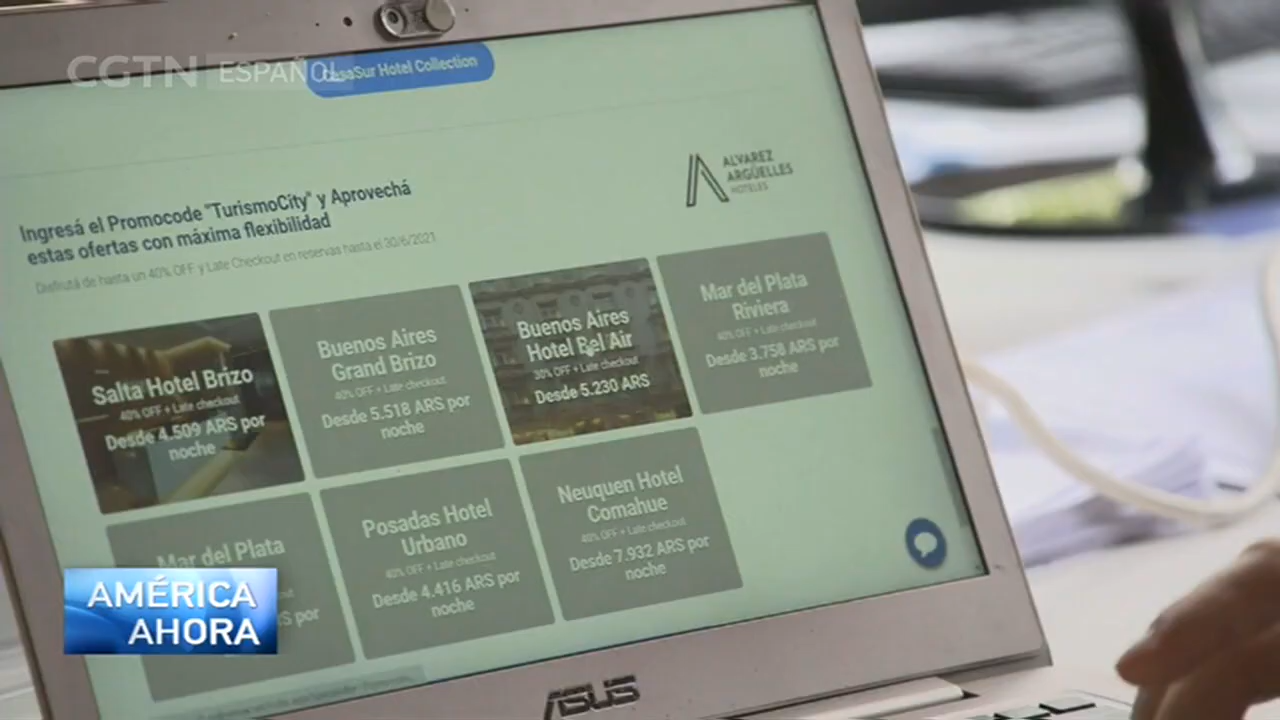 CGTN ESPAÑOL
CasaSur Hotel Collection
ALVAREZ
ARGÜELLES
HOTELES
Ingresá el Promocode "TurismoCity" y Aprovechá
estas ofertas con máxima flexibilidad
Disfrutá de hasta un 40% OFF y Late Checkout en reservas hasta el 30/6/2021
Salta Hotel Brizo
40% OFF + Late checkout
Desde 4.509 ARS por
noche
Buenos Aires
Grand Brizo
40% OFF + Late checkout
Desde 5.518 ARS por
noche
Buenos Aires
Hotel Bel Air
30% OFF + Late checkout
Desde 5.230 ARS
Mar del Plata
Riviera
40% OFF + Late checkout
Desde 3.758 ARS por
noche
Mar del Plata
por
Posadas Hotel
Urbano
40% OFF + Late checkout
Desde 4.416 ARS por
noche
Neuquen Hotel
Comahue
40% OFF + Late checkout
Desde 7.932 ARS por
noche
AMÉRICA
AHORA
ASUS